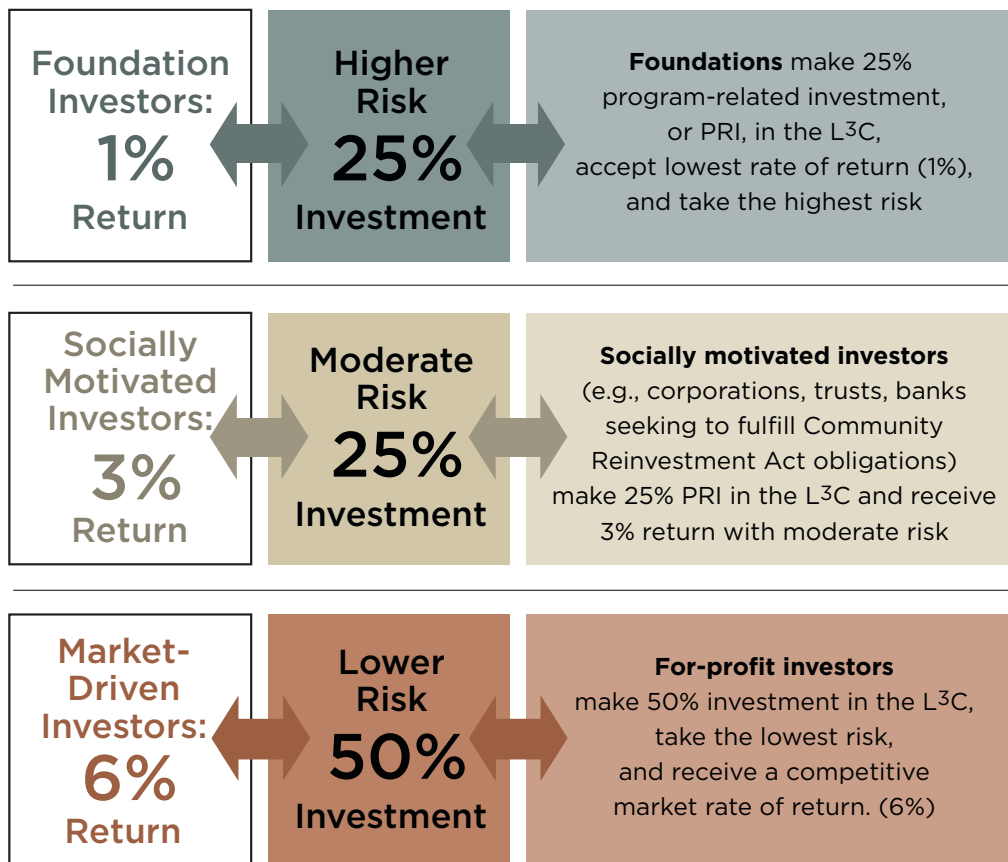 Foundation
Investors:
1%
Return
Higher
Risk
25%
Investment
Foundations make 25%
program-related investment,
or PRI, in the L³C,
accept lowest rate of return (1%),
and take the highest risk
Socially
Motivated
Investors:
3%
Return
Moderate
Risk
25%
Investment
Socially motivated investors
(e.g., corporations, trusts, banks
seeking to fulfill Community
Reinvestment Act obligations)
make 25% PRI in the L³C and receive
3% return with moderate risk
Market-
Driven
Investors:
6%
Return
Lower
Risk
50%
Investment
For-profit investors
make 50% investment in the L³C,
take the lowest risk,
and receive a competitive
market rate of return. (6%)